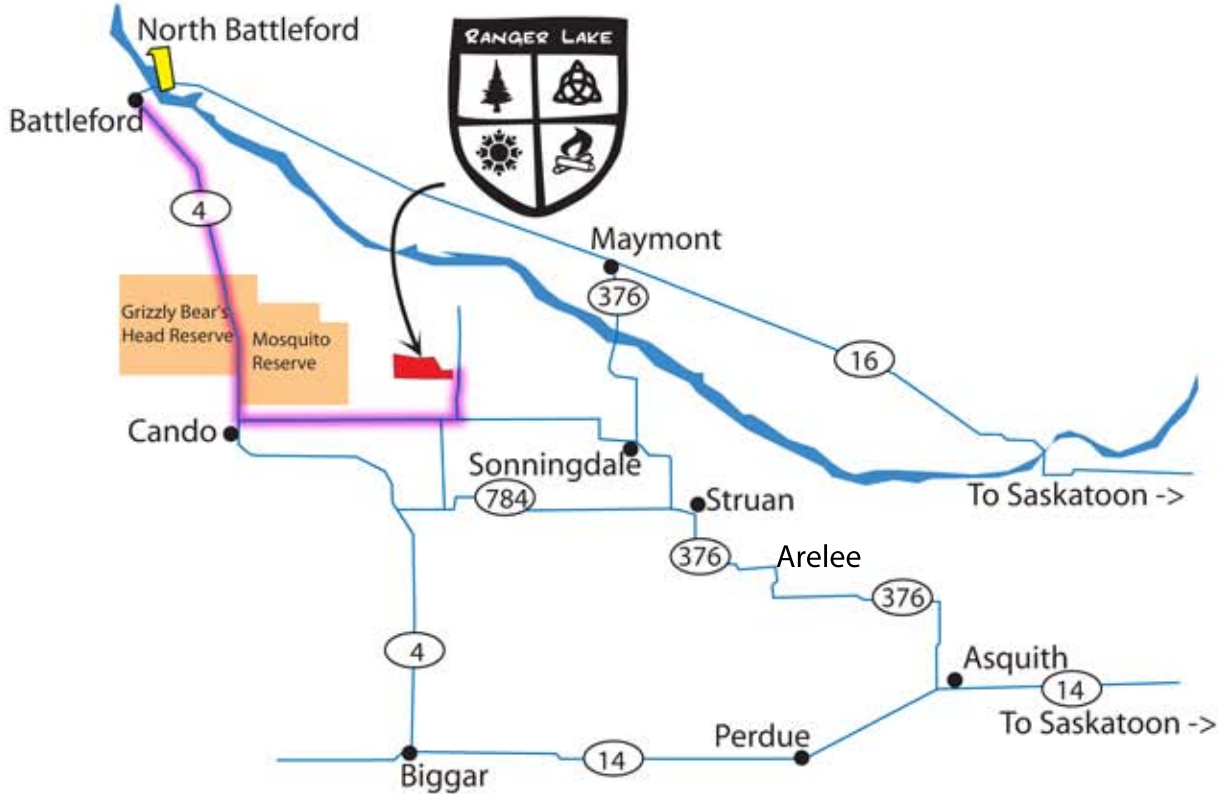 North Battleford
RANGER LAKE
Battleford
4
Maymont
376
Grizzly Bear's
Head Reserve
Mosquito
Reserve
16
Cando
Sonningdale
784
To Saskatoon ->
Struan
376
Arelee
376
4
Asquith
14
To Saskatoon ->
Perdue
14
Biggar